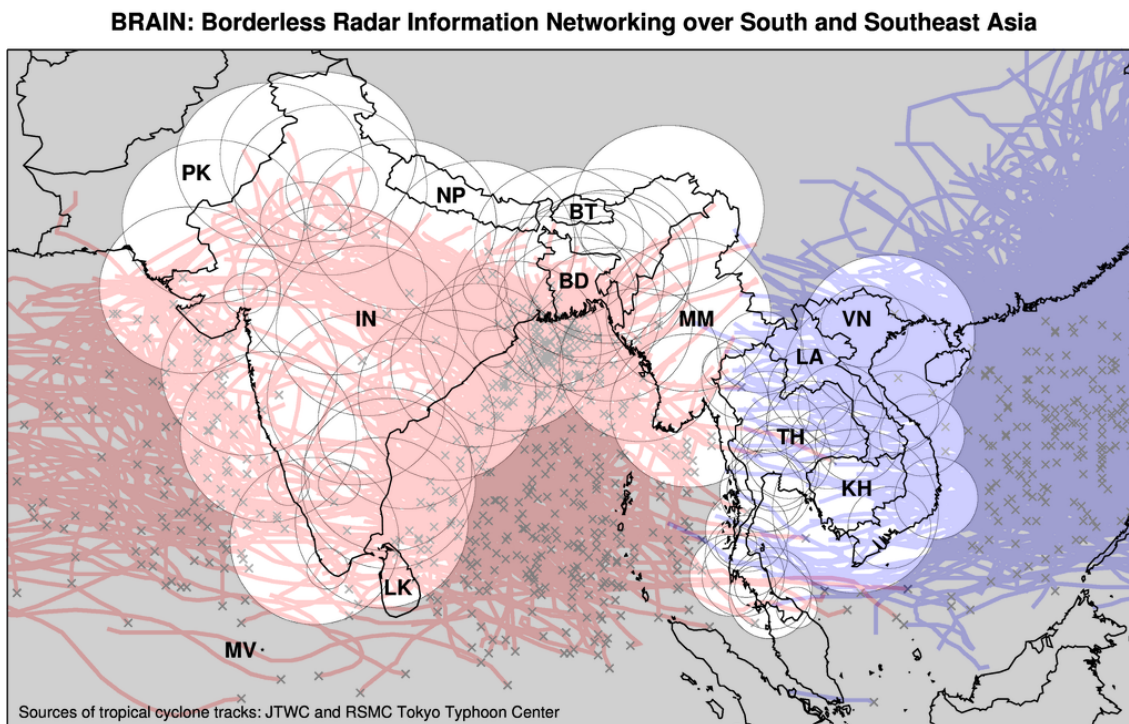 BRAIN: Borderless Radar Information Networking over South and Southeast Asia
PK
NP
BT
BD
IN
MM
VN
LA
TH
KH
LK
MV
Sources of tropical cyclone tracks: JTWC and RSMC Tokyo Typhoon Center